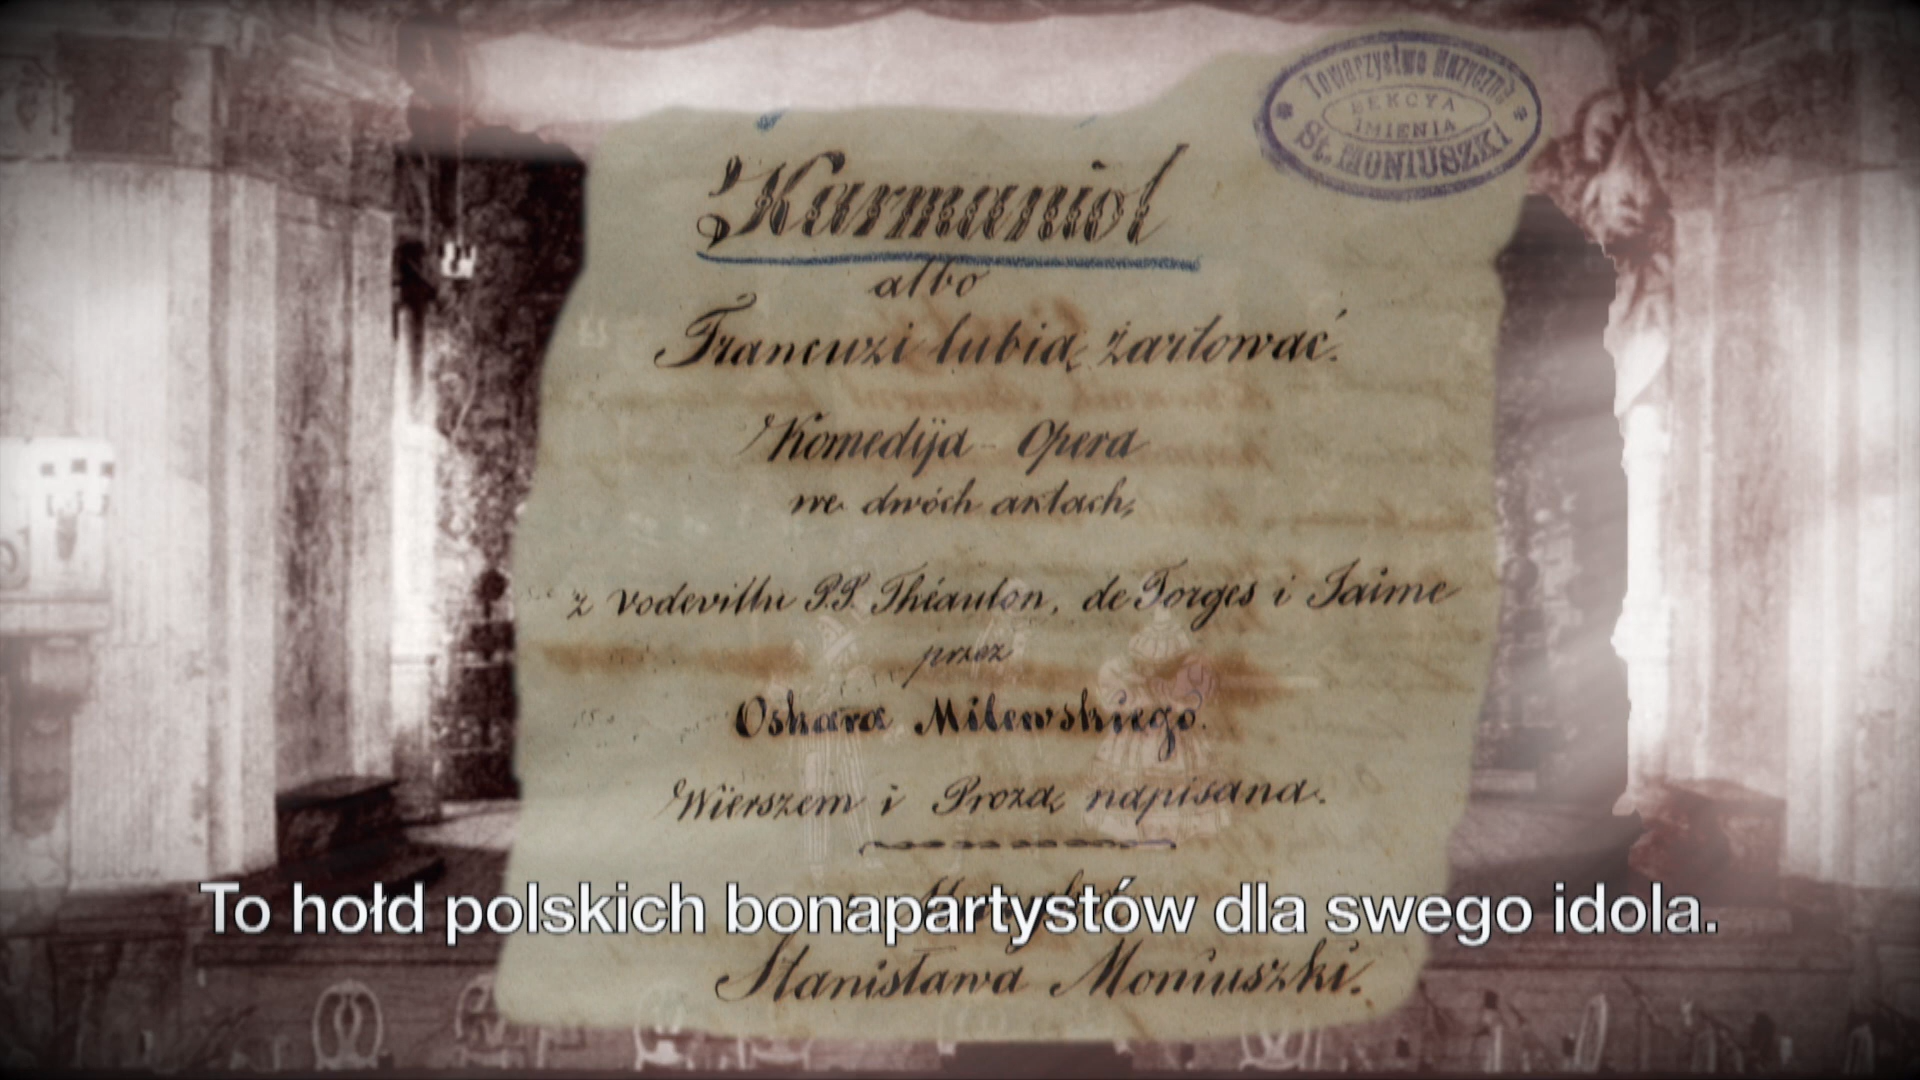 Towarzystwo Muzyczne
SEKCYA
IMIENIA
St. MONIUSZKI
Karmaniol
albo
Francuzi lubią żartować.
Komedija - Opera
we dwóch aktach,
z vodevillu P.P. Théaulon, de Forges i Jaime
przez
Oskara Milewskiego.
Wierszem i Prozą napisana.
To hołd polskich bonapartystów dla swego idola.
Stanisława Moniuszki.